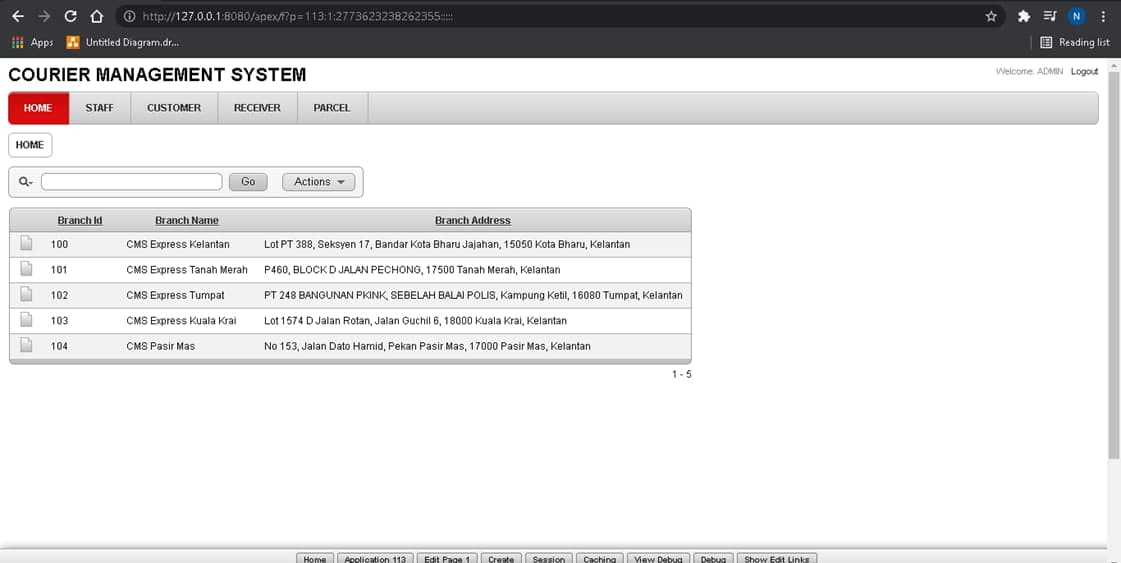 http://127.0.0.1:8080/apex/f?p=113:1:2773623238262355:::::
N
Apps Untitled Diagram.dr... Reading list
COURIER MANAGEMENT SYSTEM Welcome: ADMIN Logout
HOME STAFF CUSTOMER RECEIVER PARCEL
HOME
Go Actions
Branch Id Branch Name Branch Address
100 CMS Express Kelantan Lot PT 388, Seksyen 17, Bandar Kota Bharu Jajahan, 15050 Kota Bharu, Kelantan
101 CMS Express Tanah Merah P460, BLOCK D JALAN PECHONG, 17500 Tanah Merah, Kelantan
102 CMS Express Tumpat PT 248 BANGUNAN PKINK, SEBELAH BALAI POLIS, Kampung Ketil, 16080 Tumpat, Kelantan
103 CMS Express Kuala Krai Lot 1574 D Jalan Rotan, Jalan Guchil 6, 18000 Kuala Krai, Kelantan
104 CMS Pasir Mas No 153, Jalan Dato Hamid, Pekan Pasir Mas, 17000 Pasir Mas, Kelantan
1 - 5
Home Application 113 Edit Page 1 Create Session Caching View Debug Debug Show Edit Links